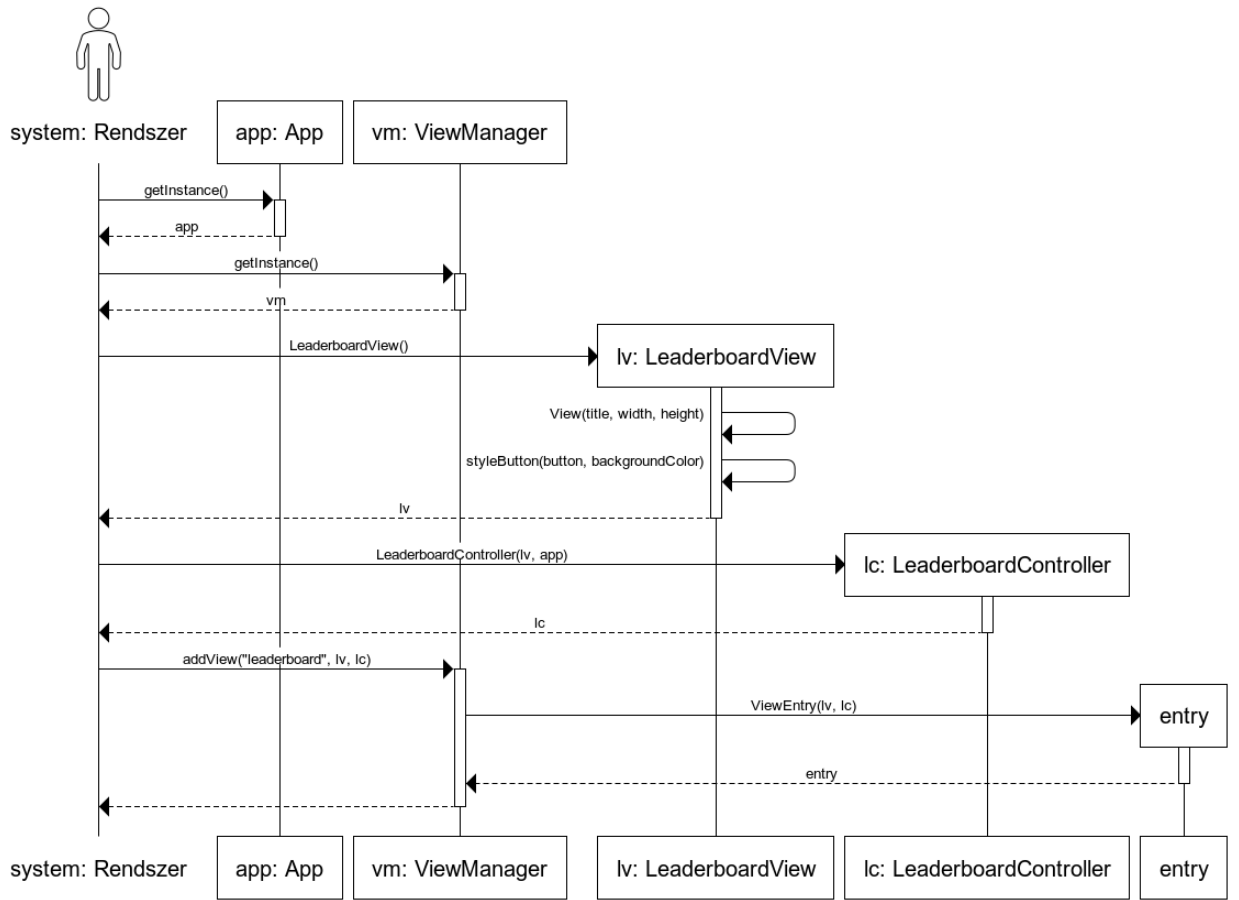 system: Rendszer
app: App
vm: ViewManager
getInstance()
app
getInstance()
vm
LeaderboardView()
lv: LeaderboardView
View(title, width, height)
styleButton(button, backgroundColor)
lv
LeaderboardController(lv, app)
lc: LeaderboardController
lc
addView("leaderboard", lv, lc)
ViewEntry(lv, lc)
entry
entry
system: Rendszer
app: App
vm: ViewManager
lv: LeaderboardView
lc: LeaderboardController
entry